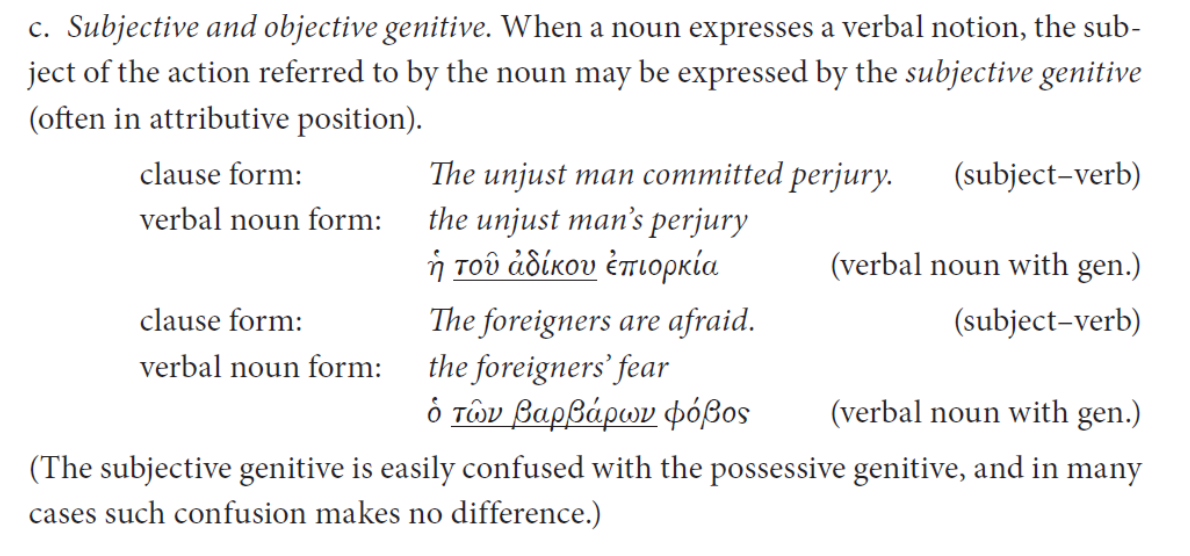 c. Subjective and objective genitive. When a noun expresses a verbal notion, the sub-
ject of the action referred to by the noun may be expressed by the subjective genitive
(often in attributive position).
clause form: The unjust man committed perjury. (subject–verb)
verbal noun form: the unjust man’s perjury
ἡ τοῦ ἀδίκου ἐπιορκία (verbal noun with gen.)
clause form: The foreigners are afraid. (subject–verb)
verbal noun form: the foreigners’ fear
ὁ τῶν βαρβάρων φόβος (verbal noun with gen.)
(The subjective genitive is easily confused with the possessive genitive, and in many
cases such confusion makes no difference.)